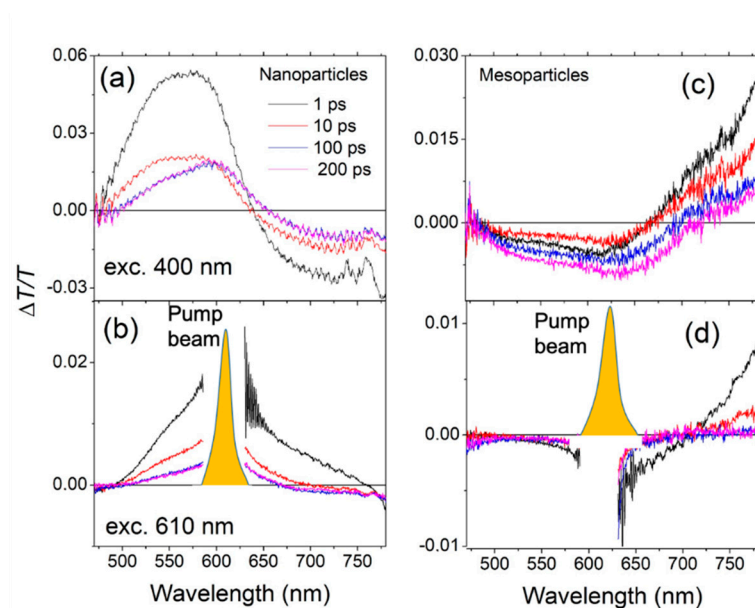 0.06
0.03
0.00
-0.03
(a)
Nanoparticles
1 ps
10 ps
100 ps
200 ps
exc. 400 nm
0.030
0.015
0.000
Mesoparticles
(c)
ΔT/T
0.02
0.00
(b)
Pump
beam
exc. 610 nm
500 550 600 650 700 750
Wavelength (nm)
0.01
0.00
-0.01
Pump
beam
(d)
500 550 600 650 700 750
Wavelength (nm)